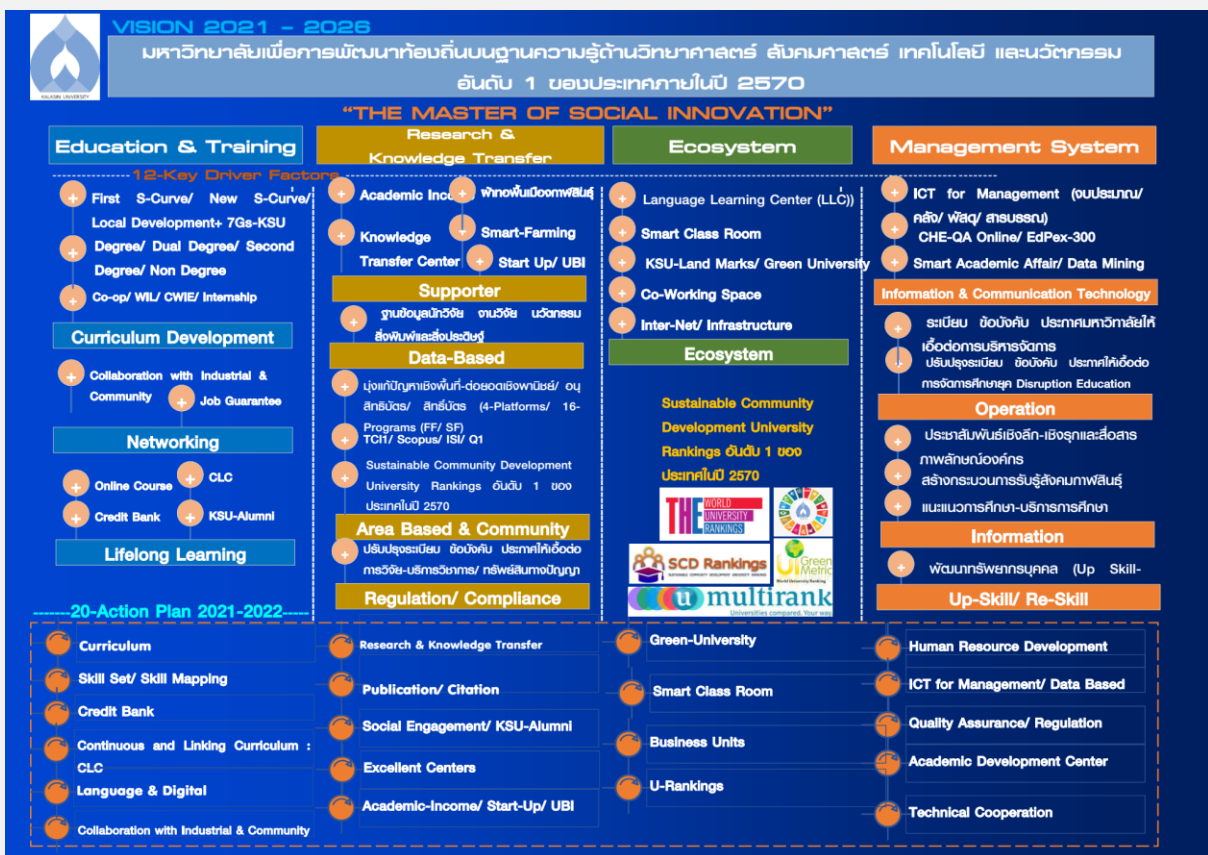 VISION 2021 - 2026
มหาวิทยาลัยเพื่อการพัฒนาท้องถิ่นบนฐานความรู้ด้านวิทยาศาสตร์ สังคมศาสตร์ เทคโนโลยี และนวัตกรรม
อันดับ 1 ของประเทศภายในปี 2570
KALASIN UNIVERSITY
"THE MASTER OF SOCIAL INNOVATION"
Education & Training
12-Key Driver Factors
First S-Curve/ New S-Curve/
Local Development+ 7Gs-KSU
Degree/ Dual Degree/ Second
Degree/ Non Degree
Co-op/ WIL/ CWIE/ Internship
Curriculum Development
Collaboration with Industrial &
Community
Job Guarantee
Networking
Online Course
CLC
Credit Bank
KSU-Alumni
Lifelong Learning
Research &
Knowledge Transfer
Academic
ผ้าทอพื้นเมืองกาฬสินธุ์
Knowledge
Transfer Center
Smart-Farming
Start Up/ UBI
Supporter
ฐานข้อมูลนักวิจัย งานวิจัย นวัตกรรม
สิ่งพิมพ์และสิ่งประดิษฐ์
Data-Based
มุ่งแก้ปัญหาเชิงพื้นที่-ต่อยอดเชิงพาณิชย์/ อนุ
สิทธิบัตร/ สิทธิ์บัตร (4-Platforms/ 16-
Programs (FF/ SF)
TCI1/ Scopus/ ISI/ Q1
Sustainable Community Development
University Rankings อันดับ 1 ของ
ประเทศในปี 2570
Area Based & Community
ปรับปรุงระเบียบ ข้อบังคับ ประกาศให้เอื้อต่อ
การวิจัย-บริการวิชาการ/ ทรัพย์สินทางปัญญา
Regulation/ Compliance
Ecosystem
Language Learning Center (LLC))
Smart Class Room
KSU-Land Marks/ Green University
Co-Working Space
Inter-Net/ Infrastructure
Ecosystem
Sustainable Community
Development University
Rankings อันดับ 1 ของ
ประเทศในปี 2570
THE WORLD
UNIVERSITY
RANKINGS
SCD Rankings
SUSTAINABLE COMMUNITY DEVELOPMENT UNIVERSITY RANKINGS
UI Green
Metric
World University Ranking
u multirank
Universities compared. Your way.
Management System
ICT for Management (งบประมาณ/
คลัง/ พัสดุ/ สารบรรณ)
CHE-QA Online/ EdPex-300
Smart Academic Affair/ Data Mining
Information & Communication Technology
ระเบียบ ข้อบังคับ ประกาศมหาวิทาลัยให้
เอื้อต่อการบริหารจัดการ
ปรับปรุงระเบียบ ข้อบังคับ ประกาศให้เอื้อต่อ
การจัดการศึกษายุค Disruption Education
Operation
ประชาสัมพันธ์เชิงลึก-เชิงรุกและสื่อสาร
ภาพลักษณ์องค์กร
สร้างกระบวนการรับรู้สังคมกาฬสินธุ์
แนะแนวการศึกษา-บริการการศึกษา
Information
พัฒนาทรัพยากรบุคคล (Up Skill-
Up-Skill/ Re-Skill
-------20-Action Plan 2021-2022-----
Curriculum
Skill Set/ Skill Mapping
Credit Bank
Continuous and Linking Curriculum :
CLC
Language & Digital
Collaboration with Industrial & Community
Research & Knowledge Transfer
Publication/ Citation
Social Engagement/ KSU-Alumni
Excellent Centers
Academic-Income/ Start-Up/ UBI
Green-University
Smart Class Room
Business Units
U-Rankings
Human Resource Development
ICT for Management/ Data Based
Quality Assurance/ Regulation
Academic Development Center
Technical Cooperation